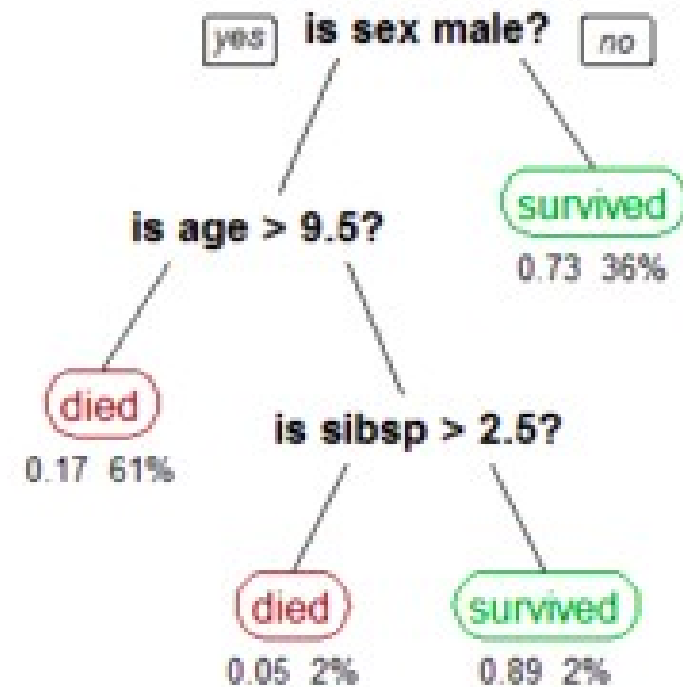 yes is sex male? no
survived
is age > 9.5?
0.73 36%
died
is sibsp > 2.5?
0.17 61%
died survived
0.05 2% 0.89 2%